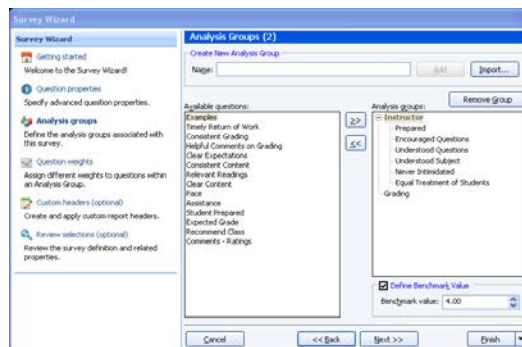 Survey Wizard
Survey Wizard
Getting started
Welcome to the Survey Wizard!
Question properties
Specify advanced question properties.
Analysis groups
Define the analysis groups associated with
this survey.
Question weights
Assign different weights to questions within
an Analysis Group.
Custom headers (optional)
Create and apply custom report headers.
Review selections (optional)
Review the survey definition and related
properties.
Analysis Groups (2)
Create New Analysis Group
Name:
Add
Import...
Remove Group
Available questions:
Examples
Timely Return of Work
Consistent Grading
Helpful Comments on Grading
Clear Expectations
Consistent Content
Relevant Readings
Clear Content
Pace
Assistance
Student Prepared
Expected Grade
Recommend Class
Comments - Ratings
>>
<<
Analysis groups:
Instructor
Prepared
Encouraged Questions
Understood Questions
Understood Subject
Never Intimidated
Equal Treatment of Students
Grading
Define Benchmark Value
Benchmark value: 4.00
Cancel
<< Back
Next >>
Finish